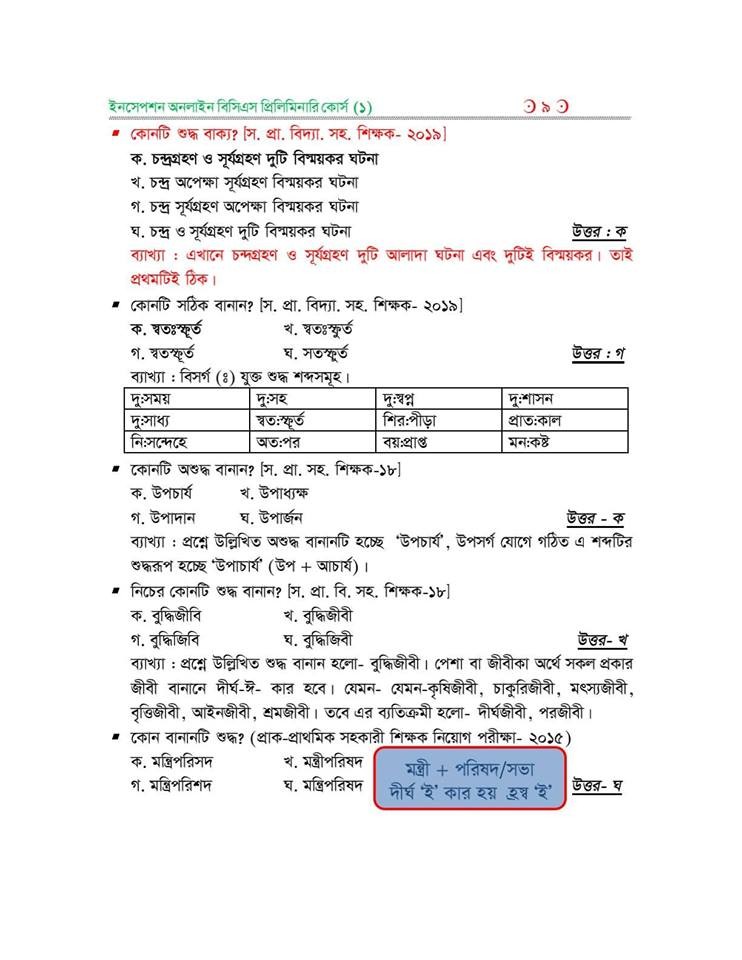 ইনসেপশন অনলাইন বিসিএস প্রিলিমিনারি কোর্স (১)
কোনটি শুদ্ধ বাক্য? [স. প্রা. বিদ্যা. সহ. শিক্ষক- ২০১৯]
ক. চন্দ্রগ্রহণ ও সূর্যগ্রহণ দুটি বিস্ময়কর ঘটনা
খ. চন্দ্র অপেক্ষা সূর্যগ্রহণ বিস্ময়কর ঘটনা
গ. চন্দ্র সূর্যগ্রহণ অপেক্ষা বিস্ময়কর ঘটনা
ঘ. চন্দ্র ও সূর্যগ্রহণ দুটি বিস্ময়কর ঘটনা উত্তর : ক
ব্যাখ্যা : এখানে চন্দগ্রহণ ও সূর্যগ্রহণ দুটি আলাদা ঘটনা এবং দুটিই বিস্ময়কর। তাই
প্রথমটিই ঠিক।
কোনটি সঠিক বানান? [স. প্রা. বিদ্যা. সহ. শিক্ষক- ২০১৯]
ক. স্বতঃস্ফূর্ত খ. স্বতঃস্ফুর্ত
গ. স্বতস্ফূর্ত ঘ. সতস্ফূর্ত উত্তর : গ
ব্যাখ্যা : বিসর্গ (ঃ) যুক্ত শুদ্ধ শব্দসমূহ।
দু:সময় দু:সহ দু:স্বপ্ন দু:শাসন
দু:সাধ্য স্বত:স্ফূর্ত শির:পীড়া প্রাত:কাল
নি:সন্দেহে অত:পর বয়:প্রাপ্ত মন:কষ্ট
কোনটি অশুদ্ধ বানান? [স. প্রা. সহ. শিক্ষক-১৮]
ক. উপচার্য খ. উপাধ্যক্ষ
গ. উপাদান ঘ. উপার্জন উত্তর - ক
ব্যাখ্যা : প্রশ্নে উল্লিখিত অশুদ্ধ বানানটি হচ্ছে ‘উপচার্য’, উপসর্গ যোগে গঠিত এ শব্দটির
শুদ্ধরূপ হচ্ছে ‘উপাচার্য’ (উপ + আচার্য)।
নিচের কোনটি শুদ্ধ বানান? [স. প্রা. বি. সহ. শিক্ষক-১৮]
ক. বুদ্ধিজীবি খ. বুদ্ধিজীবী
গ. বুদ্ধিজিবি ঘ. বুদ্ধিজিবী উত্তর- খ
ব্যাখ্যা : প্রশ্নে উল্লিখিত শুদ্ধ বানান হলো- বুদ্ধিজীবী। পেশা বা জীবীকা অর্থে সকল প্রকার
জীবী বানানে দীর্ঘ-ঈ- কার হবে। যেমন- যেমন-কৃষিজীবী, চাকুরিজীবী, মৎস্যজীবী,
বৃত্তিজীবী, আইনজীবী, শ্রমজীবী। তবে এর ব্যতিক্রমী হলো- দীর্ঘজীবী, পরজীবী।
কোন বানানটি শুদ্ধ? (প্রাক-প্রাথমিক সহকারী শিক্ষক নিয়োগ পরীক্ষা- ২০১৫)
ক. মন্ত্রিপরিসদ খ. মন্ত্রীপরিষদ
গ. মন্ত্রিপরিশদ ঘ. মন্ত্রিপরিষদ উত্তর- ঘ
মন্ত্রী + পরিষদ/সভা
দীর্ঘ ‘ই’ কার হয় হ্রস্ব ‘ই’